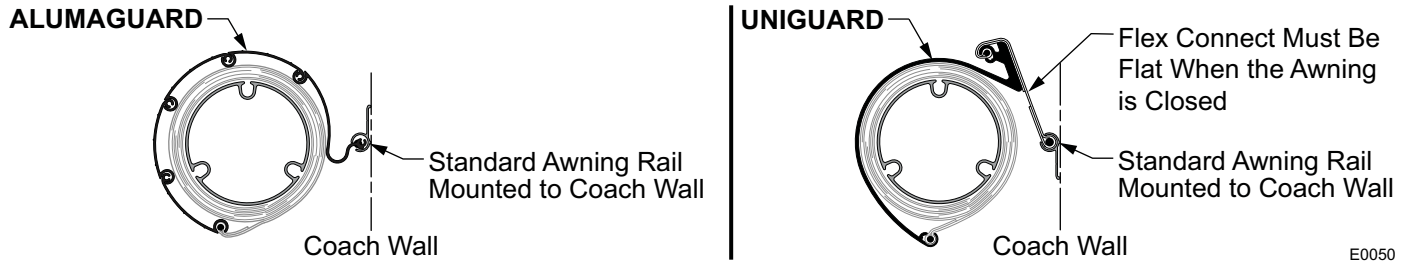 ALUMAGUARD
Standard Awning Rail
Mounted to Coach Wall
Coach Wall
UNIGUARD
Flex Connect Must Be
Flat When the Awning
is Closed
Standard Awning Rail
Mounted to Coach Wall
Coach Wall
E0050